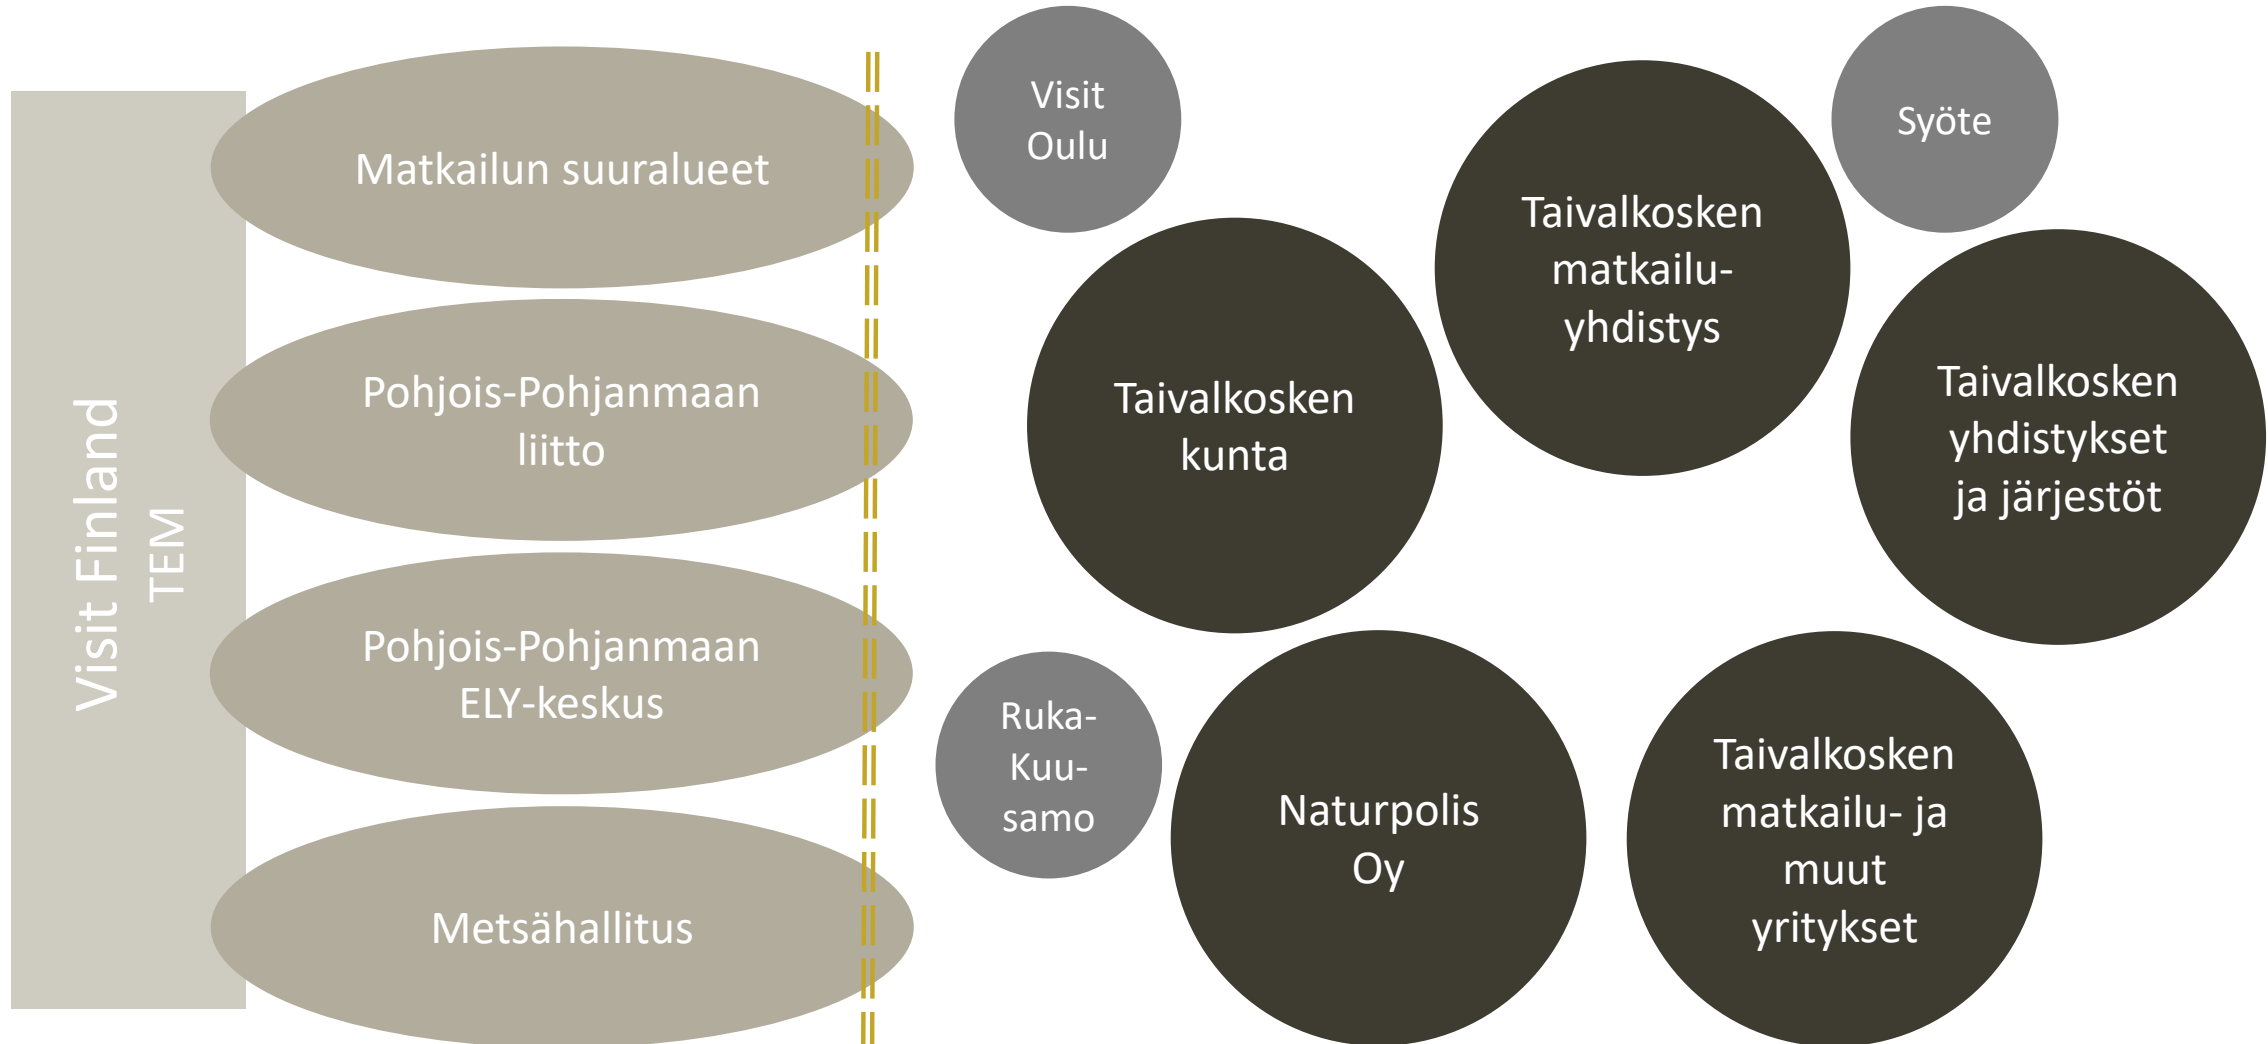 Visit Finland
TEM
Matkailun suuralueet
Pohjois-Pohjanmaan
liitto
Pohjois-Pohjanmaan
ELY-keskus
Metsähallitus
Visit
Oulu
Taivalkosken
kunta
Ruka-
Kuu-
samo
Naturpolis
Oy
Taivalkosken
matkailu-
yhdistys
Syöte
Taivalkosken
yhdistykset
ja järjestöt
Taivalkosken
matkailu- ja
muut
yritykset